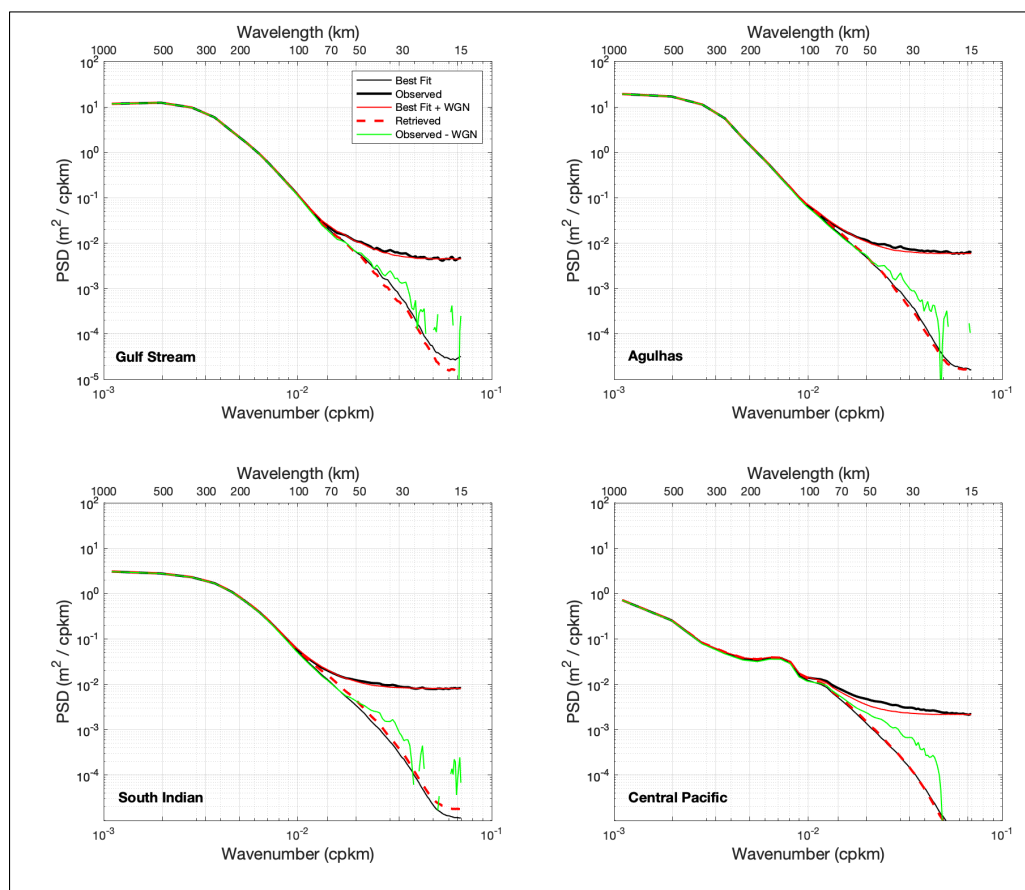 Wavelength (km)
1000 500 300 200 100 70 50 30 15
10^2
10^1
10^0
10^-1
10^-2
10^-3
10^-4
10^-5
PSD (m^2 / cpkm)
Best Fit
Observed
Best Fit + WGN
Retrieved
Observed - WGN
Gulf Stream
10^-3 10^-2 10^-1
Wavenumber (cpkm)
Wavelength (km)
1000 500 300 200 100 70 50 30 15
10^2
10^1
10^0
10^-1
10^-2
10^-3
10^-4
10^-5
PSD (m^2 / cpkm)
Agulhas
10^-3 10^-2 10^-1
Wavenumber (cpkm)
Wavelength (km)
1000 500 300 200 100 70 50 30 15
10^2
10^1
10^0
10^-1
10^-2
10^-3
10^-4
PSD (m^2 / cpkm)
South Indian
10^-3 10^-2 10^-1
Wavenumber (cpkm)
Wavelength (km)
1000 500 300 200 100 70 50 30 15
10^2
10^1
10^0
10^-1
10^-2
10^-3
10^-4
PSD (m^2 / cpkm)
Central Pacific
10^-3 10^-2 10^-1
Wavenumber (cpkm)